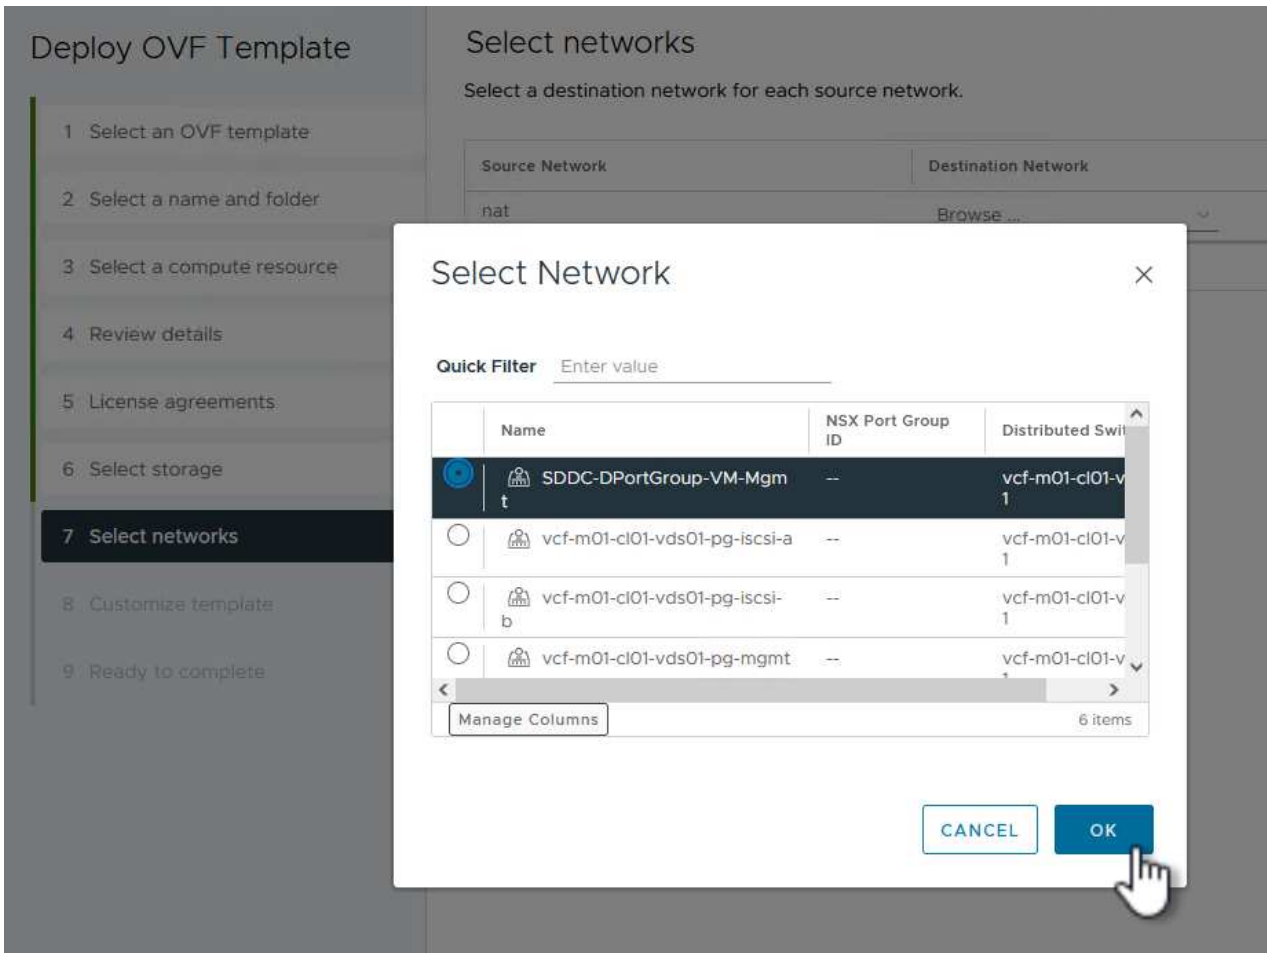 Deploy OVF Template
1 Select an OVF template
2 Select a name and folder
3 Select a compute resource
4 Review details
5 License agreements
6 Select storage
7 Select networks
8 Customize template
9 Ready to complete
Select networks
Select a destination network for each source network.
Source Network Destination Network
nat Browse ...
Select Network
Quick Filter Enter value
Name NSX Port Group ID Distributed Swit
SDDC-DPortGroup-VM-Mgm -- vcf-m01-cl01-v
t 1
vcf-m01-cl01-vds01-pg-iscsi-a -- vcf-m01-cl01-v
1
vcf-m01-cl01-vds01-pg-iscsi- -- vcf-m01-cl01-v
b 1
vcf-m01-cl01-vds01-pg-mgmt -- vcf-m01-cl01-v
1
Manage Columns 6 items
CANCEL OK